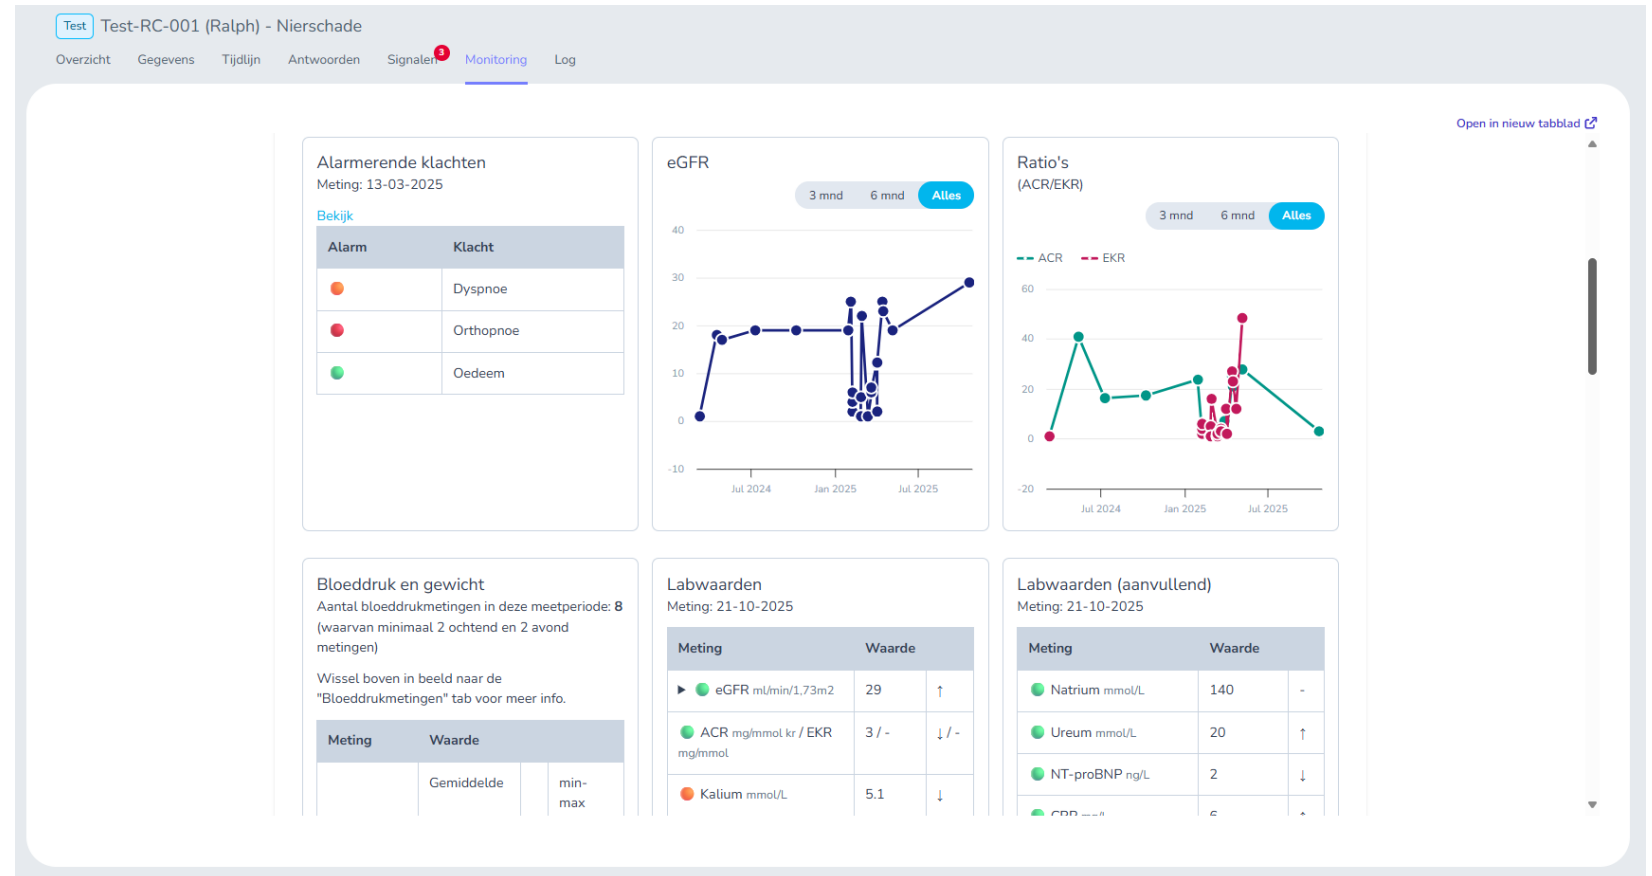 Test Test-RC-001 (Ralph) - Nierschade
Overzicht Gegevens Tijdlijn Antwoorden Signalen 3 Monitoring Log
Open in nieuw tabblad
Alarmerende klachten
Meting: 13-03-2025
Bekijk
Alarm Klacht
Dyspnoe
Orthopnoe
Oedeem
eGFR
3 mnd 6 mnd Alles
40
30
20
10
0
-10
Jul 2024 Jan 2025 Jul 2025
Ratio's
(ACR/EKR)
3 mnd 6 mnd Alles
ACR EKR
60
40
20
0
-20
Jul 2024 Jan 2025 Jul 2025
Bloeddruk en gewicht
Aantal bloeddrukmetingen in deze meetperiode: 8
(waarvan minimaal 2 ochtend en 2 avond
metingen)
Wissel boven in beeld naar de
"Bloeddrukmetingen" tab voor meer info.
Meting Waarde
Gemiddelde min-
max
Labwaarden
Meting: 21-10-2025
Meting Waarde
eGFR ml/min/1,73m2 29 ↑
ACR mg/mmol kr / EKR 3 / - ↓ / -
mg/mmol
Kalium mmol/L 5.1 ↓
Labwaarden (aanvullend)
Meting: 21-10-2025
Meting Waarde
Natrium mmol/L 140 -
Ureum mmol/L 20 ↑
NT-proBNP ng/L 2 ↓
CRP mg/L 6 ↑